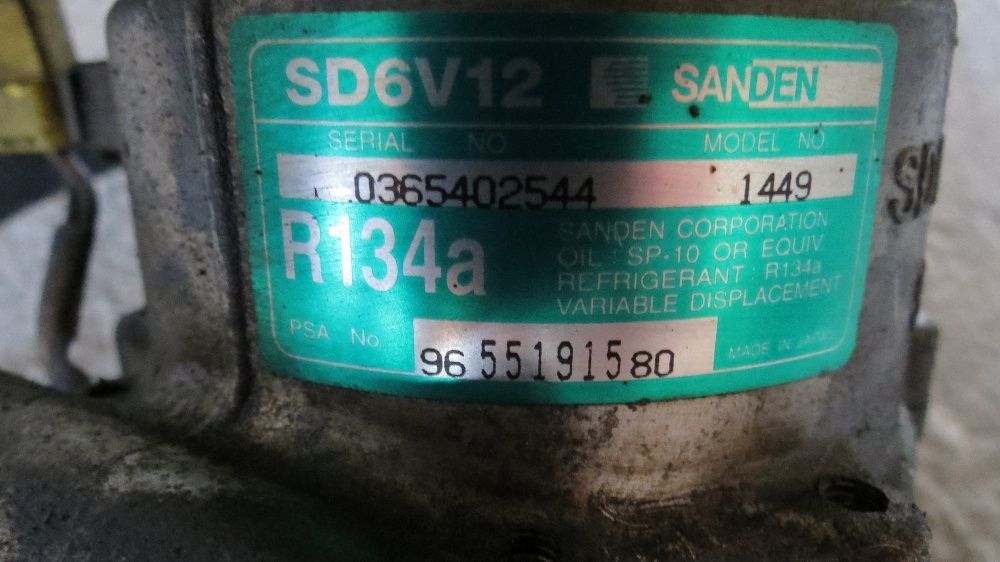 SD6V12 SANDEN
SERIAL NO MODEL NO
0365402544 1449
R134a
SANDEN CORPORATION
OIL : SP-10 OR EQUIV.
REFRIGERANT : R134a
VARIABLE DISPLACEMENT
PSA No. 96 551915 80
MADE IN JAPAN